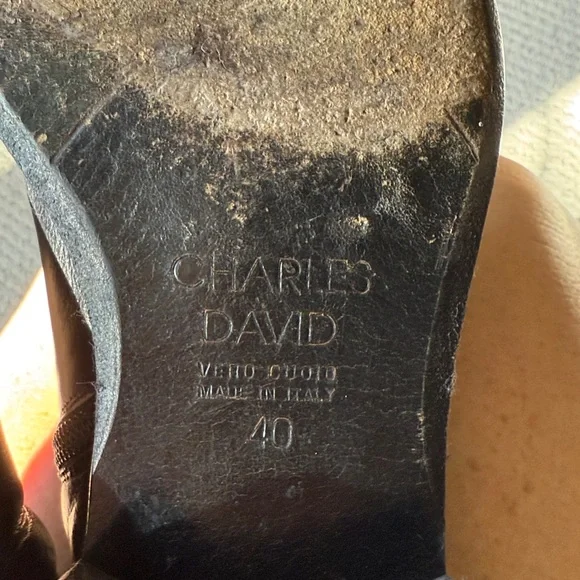 CHARLES
DAVID
VERO CUOIO
MADE IN ITALY
40